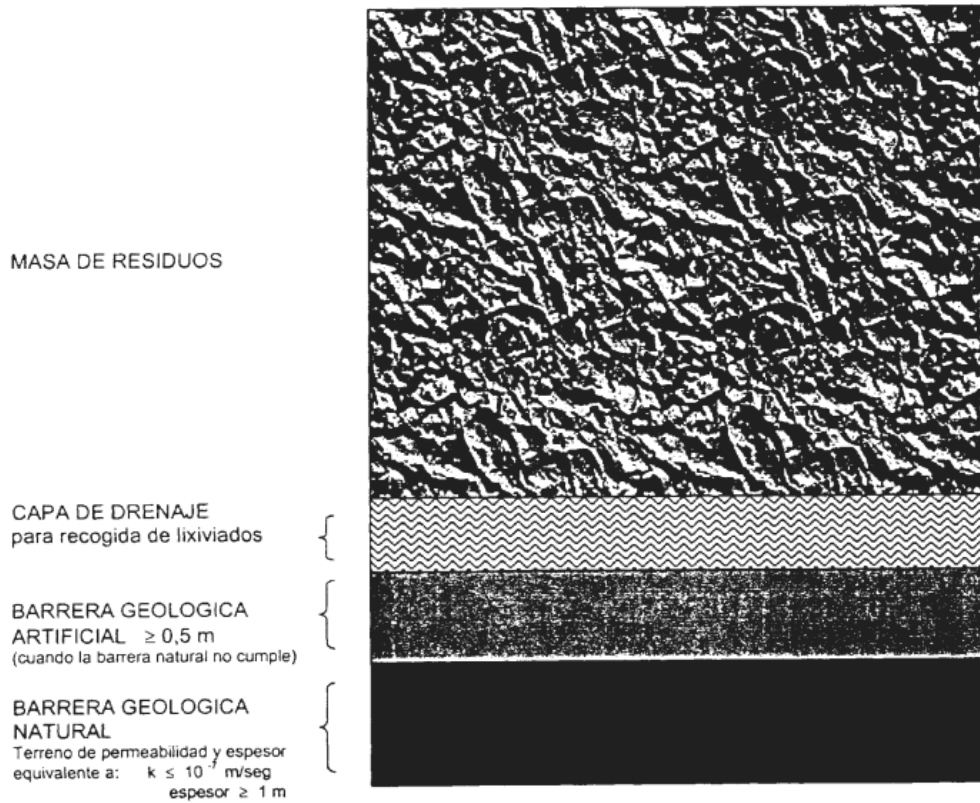 MASA DE RESIDUOS
CAPA DE DRENAJE
para recogida de lixiviados
BARRERA GEOLOGICA
ARTIFICIAL ≥ 0,5 m
(cuando la barrera natural no cumple)
BARRERA GEOLOGICA
NATURAL
Terreno de permeabilidad y espesor
equivalente a: k ≤ 10⁻⁷ m/seg
espesor ≥ 1 m